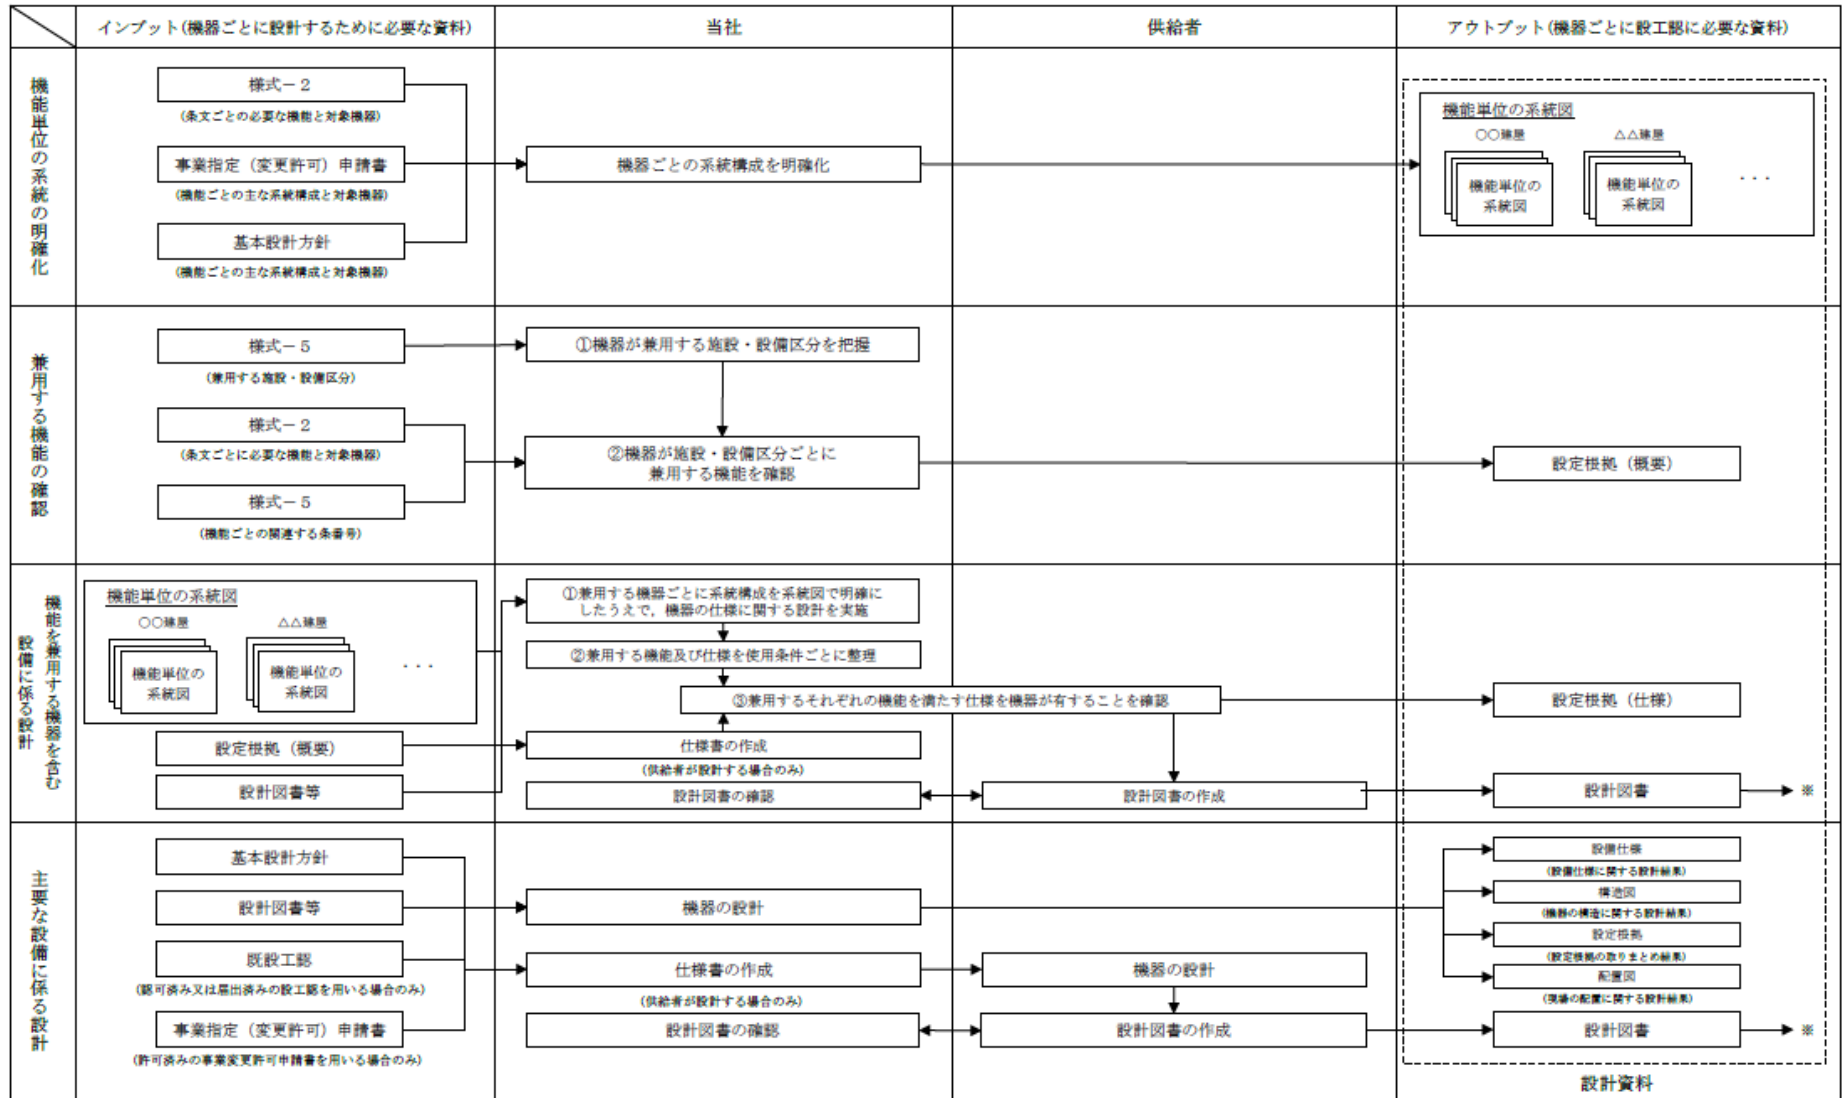 インプット(機器ごとに設計するために必要な資料)
当社
供給者
アウトプット(機器ごとに設工認に必要な資料)
機能単位の系統の明確化
様式－２
(条文ごとの必要な機能と対象機器)
事業指定（変更許可）申請書
(機能ごとの主な系統構成と対象機器)
基本設計方針
(機能ごとの主な系統構成と対象機器)
機器ごとの系統構成を明確化
機能単位の系統図
○○建屋
△△建屋
機能単位の
系統図
機能単位の
系統図
・・・
兼用する機能の確認
様式－５
(兼用する施設・設備区分)
様式－２
(条文ごとに必要な機能と対象機器)
様式－５
(機能ごとの関連する条番号)
①機器が兼用する施設・設備区分を把握
②機器が施設・設備区分ごとに
兼用する機能を確認
設定根拠（概要）
機能を兼用する機器を含む
設備に係る設計
機能単位の系統図
○○建屋
△△建屋
機能単位の
系統図
機能単位の
系統図
・・・
設定根拠（概要）
設計図書等
①兼用する機器ごとに系統構成を系統図で明確に
したうえで，機器の仕様に関する設計を実施
②兼用する機能及び仕様を使用条件ごとに整理
③兼用するそれぞれの機能を満たす仕様を機器が有することを確認
仕様書の作成
(供給者が設計する場合のみ)
設計図書の確認
設計図書の作成
設定根拠（仕様）
設計図書
※
主要な設備に係る設計
基本設計方針
設計図書等
既設工認
(認可済み又は届出済みの設工認を用いる場合のみ)
事業指定（変更許可）申請書
(許可済みの事業変更許可申請書を用いる場合のみ)
機器の設計
仕様書の作成
(供給者が設計する場合のみ)
設計図書の確認
機器の設計
設計図書の作成
設備仕様
(設備仕様に関する設計結果)
構造図
(機器の構造に関する設計結果)
設定根拠
(設定根拠の取りまとめ結果)
配置図
(現場の配置に関する設計結果)
設計図書
※
設計資料